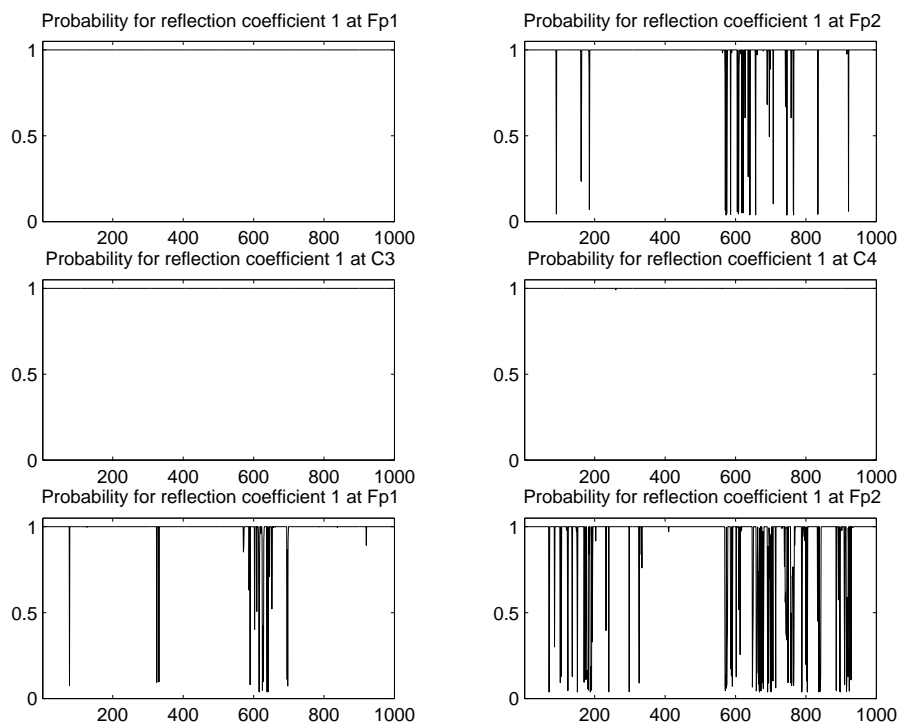 Probability for reflection coefficient 1 at Fp1
1
0.5
0
200 400 600 800 1000
Probability for reflection coefficient 1 at Fp2
1
0.5
0
200 400 600 800 1000
Probability for reflection coefficient 1 at C3
1
0.5
0
200 400 600 800 1000
Probability for reflection coefficient 1 at C4
1
0.5
0
200 400 600 800 1000
Probability for reflection coefficient 1 at Fp1
1
0.5
0
200 400 600 800 1000
Probability for reflection coefficient 1 at Fp2
1
0.5
0
200 400 600 800 1000